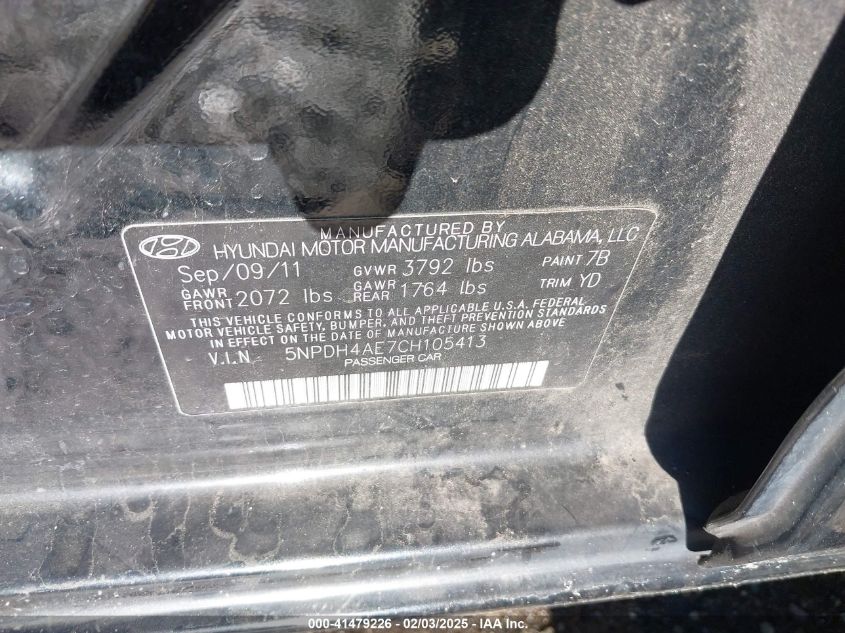 MANUFACTURED BY
HYUNDAI MOTOR MANUFACTURING ALABAMA, LLC
Sep/09/11 GVWR 3792 lbs PAINT 7B
GAWR FRONT 2072 lbs GAWR REAR 1764 lbs TRIM YD
THIS VEHICLE CONFORMS TO ALL APPLICABLE U.S.A. FEDERAL
MOTOR VEHICLE SAFETY, BUMPER, AND THEFT PREVENTION STANDARDS
IN EFFECT ON THE DATE OF MANUFACTURE SHOWN ABOVE
V.I.N 5NPDH4AE7CH105413
PASSENGER CAR
000-41479226 - 02/03/2025 - IAA Inc.